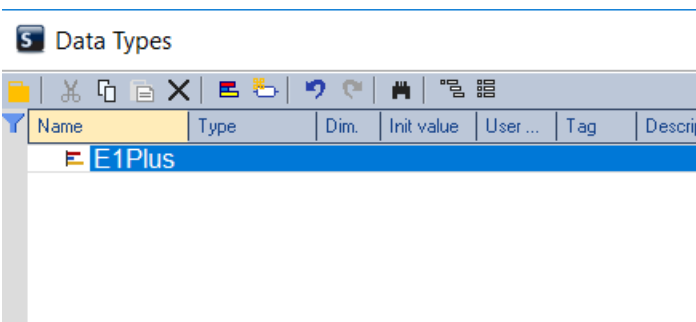 S Data Types
Name Type Dim. Init value User ... Tag Descri
E1Plus